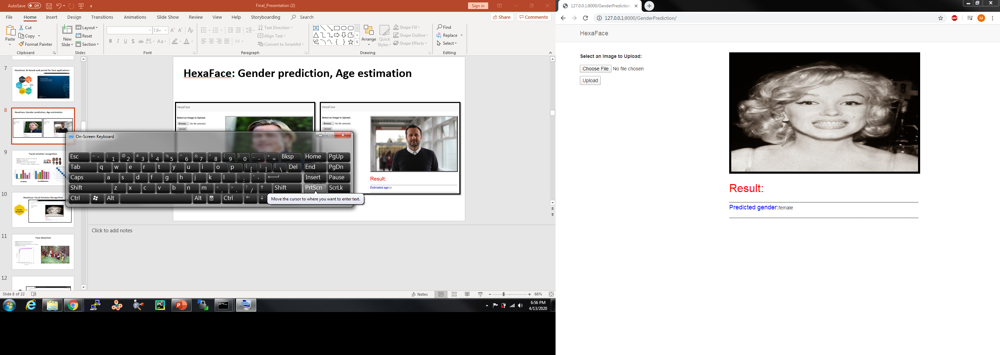 AutoSave Off
Final_Presentation (2)
Sign in
File Home Insert Design Transitions Animations Slide Show Review View Help Storyboarding Search
Share Comments
Paste
Cut
Copy
Format Painter
Clipboard
New Slide
Layout
Reset
Section
Slides
7.9+
B I U S ab AV Aa A
Font
Text Direction
Align Text
Convert to SmartArt
Paragraph
Arrange
Quick Styles
Shape Fill
Shape Outline
Shape Effects
Drawing
Find
Replace
Select
Editing
7
HexaFace: AI-based web portal for face applications
8
HexaFace: Gender prediction, Age estimation
9
Facial emotion recognition
10
HexaFace: Facial Emotion Recognition
Emotion Recognition
11
Face detection
12
HexaFace: Gender prediction, Age estimation
HexaFace
Select an Image to Upload:
Browse... No file selected.
Upload
HexaFace
Select an Image to Upload:
Browse... No file selected.
Upload
Result:
Estimated age:31
On-Screen Keyboard
Esc ~ ` ! 1 @ 2 # 3 $ 4 % 5 ^ 6 & 7 * 8 ( 9 ) 0 _ - + = Bksp Home PgUp
Tab q w e r t y u i o p { [ } ] | \ Del End PgDn
Caps a s d f g h j k l : ; " ' Insert Pause
Shift z x c v b n m < , > . ? / ↑ Shift PrtScn ScrLk
Ctrl Alt Alt Ctrl ← ↓
Move the cursor to where you want to enter text.
Click to add notes
Slide 8 of 22
Notes
66%
PC
6:56 PM
4/13/2020
127.0.0.1:8000/GenderPrediction
127.0.0.1:8000/GenderPrediction/
ABP
M
HexaFace
Select an Image to Upload:
Choose File No file chosen
Upload
Result:
Predicted gender:female